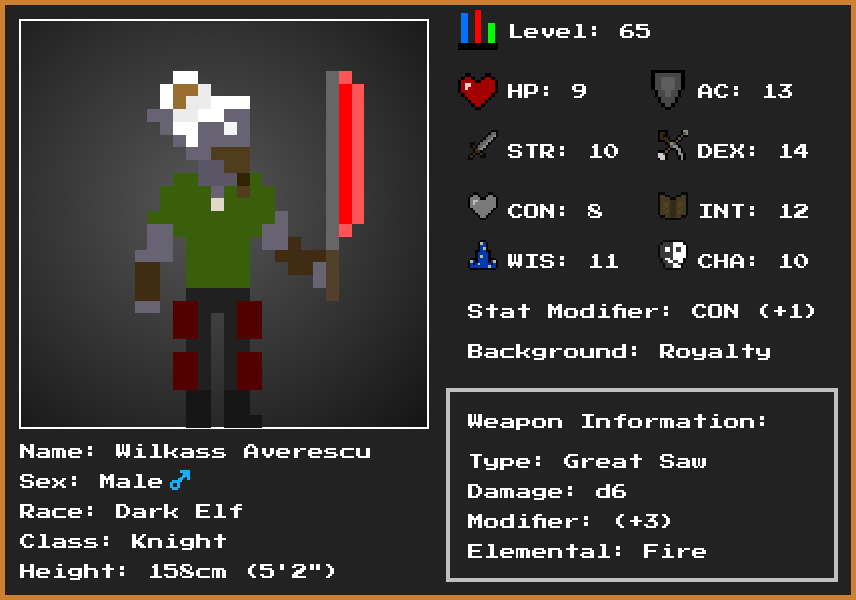 Level: 65
HP: 9
AC: 13
STR: 10
DEX: 14
CON: 8
INT: 12
WIS: 11
CHA: 10
Stat Modifier: CON (+1)
Background: Royalty
Weapon Information:
Type: Great Saw
Damage: d6
Modifier: (+3)
Elemental: Fire
Name: Wilkass Averescu
Sex: Male ♂
Race: Dark Elf
Class: Knight
Height: 158cm (5'2")